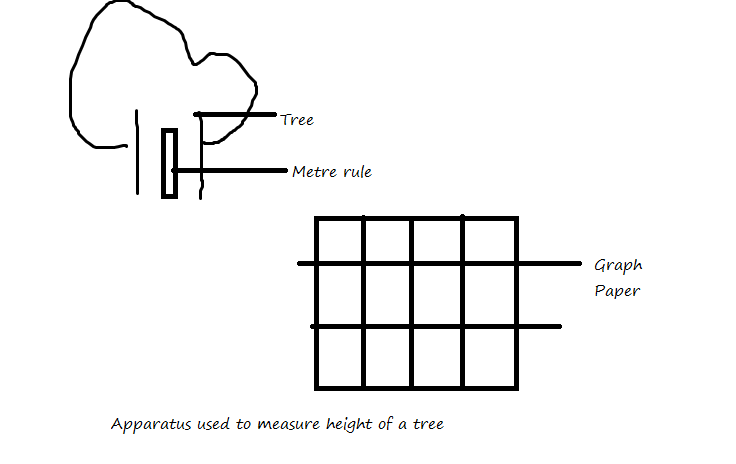 Tree
Metre rule
Graph
Paper
Apparatus used to measure height of a tree